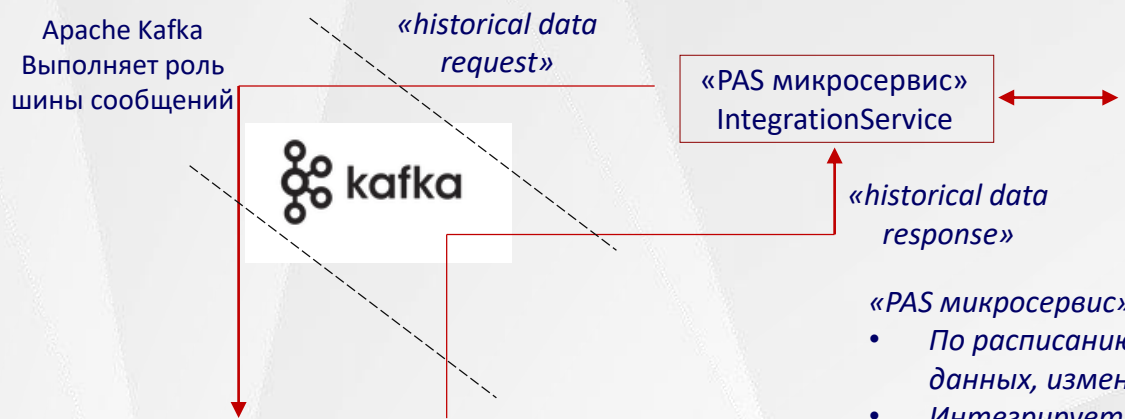 Apache Kafka
Выполняет роль
шины сообщений
«historical data
request»
«PAS микросервис»
IntegrationService
kafka
«historical data
response»
«PAS микросервис»
• По расписанию
данных, измен
• Интегрирует